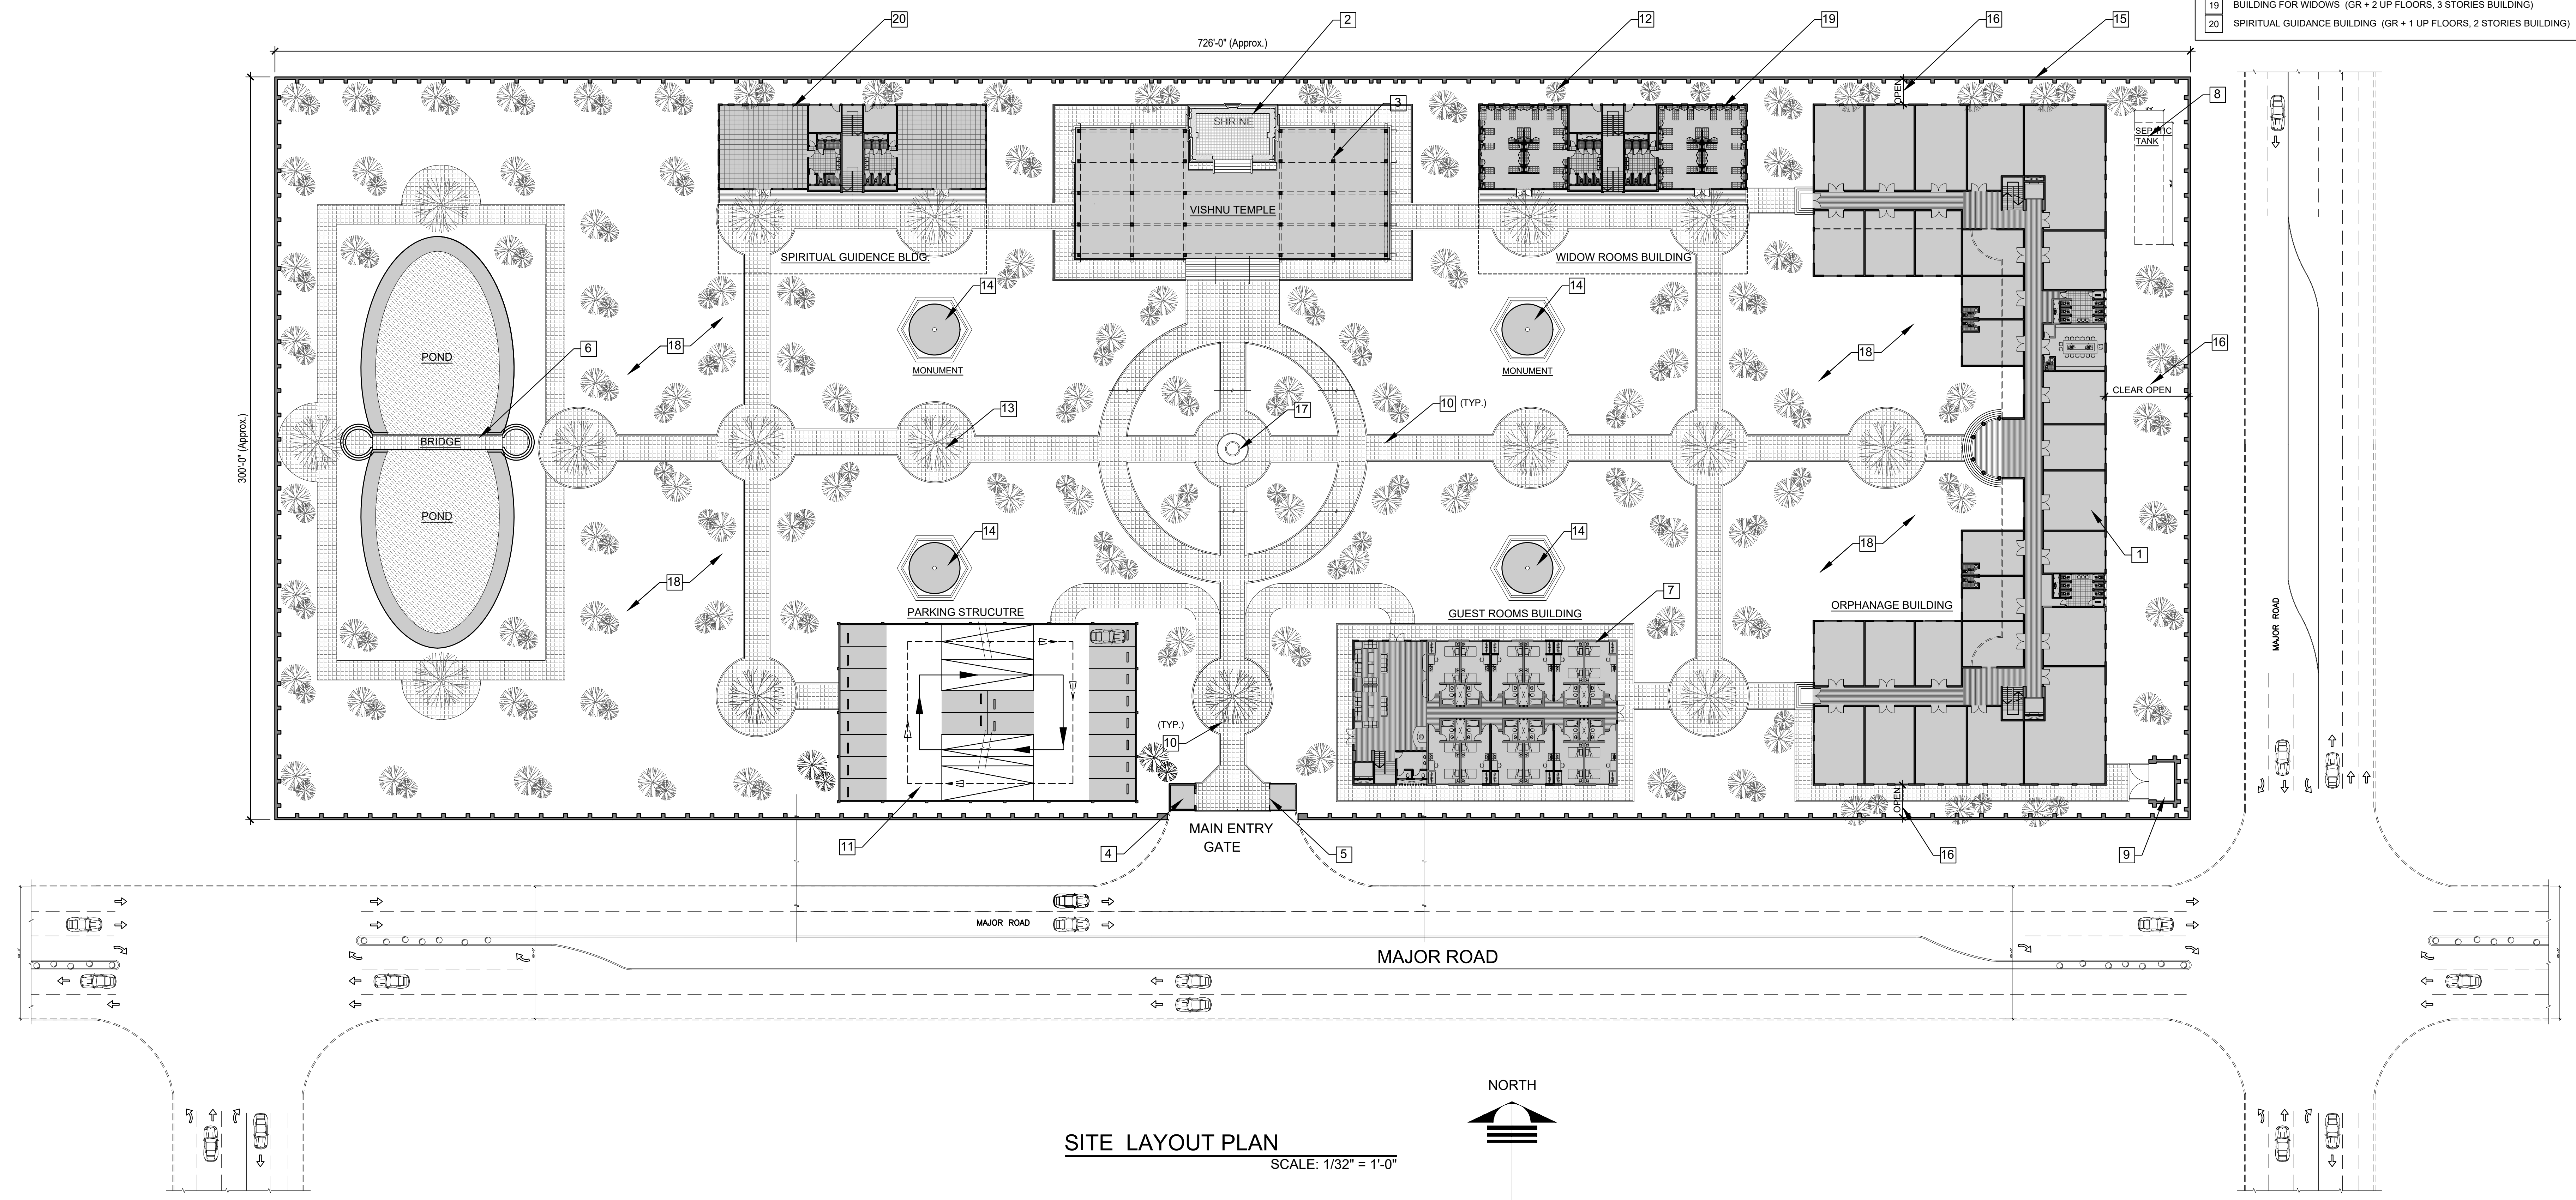 19 BUILDING FOR WIDOWS (GR + 2 UP FLOORS, 3 STORIES BUILDING)
20 SPIRITUAL GUIDANCE BUILDING (GR + 1 UP FLOORS, 2 STORIES BUILDING)
20
2
12
19
16
15
726'-0" (Approx.)
OPEN
8
3
SHRINE
SEPTIC
TANK
VISHNU TEMPLE
SPIRITUAL GUIDENCE BLDG.
WIDOW ROOMS BUILDING
14
14
18
6
POND
MONUMENT
MONUMENT
18
16
CLEAR OPEN
300'-0" (Approx.)
13
17
10 (TYP.)
BRIDGE
POND
14
14
18
1
18
PARKING STRUCUTRE
GUEST ROOMS BUILDING
7
ORPHANAGE BUILDING
MAJOR ROAD
(TYP.)
10
OPEN
MAIN ENTRY
GATE
11
4
5
16
9
MAJOR ROAD
MAJOR ROAD
NORTH
SITE LAYOUT PLAN
SCALE: 1/32" = 1'-0"